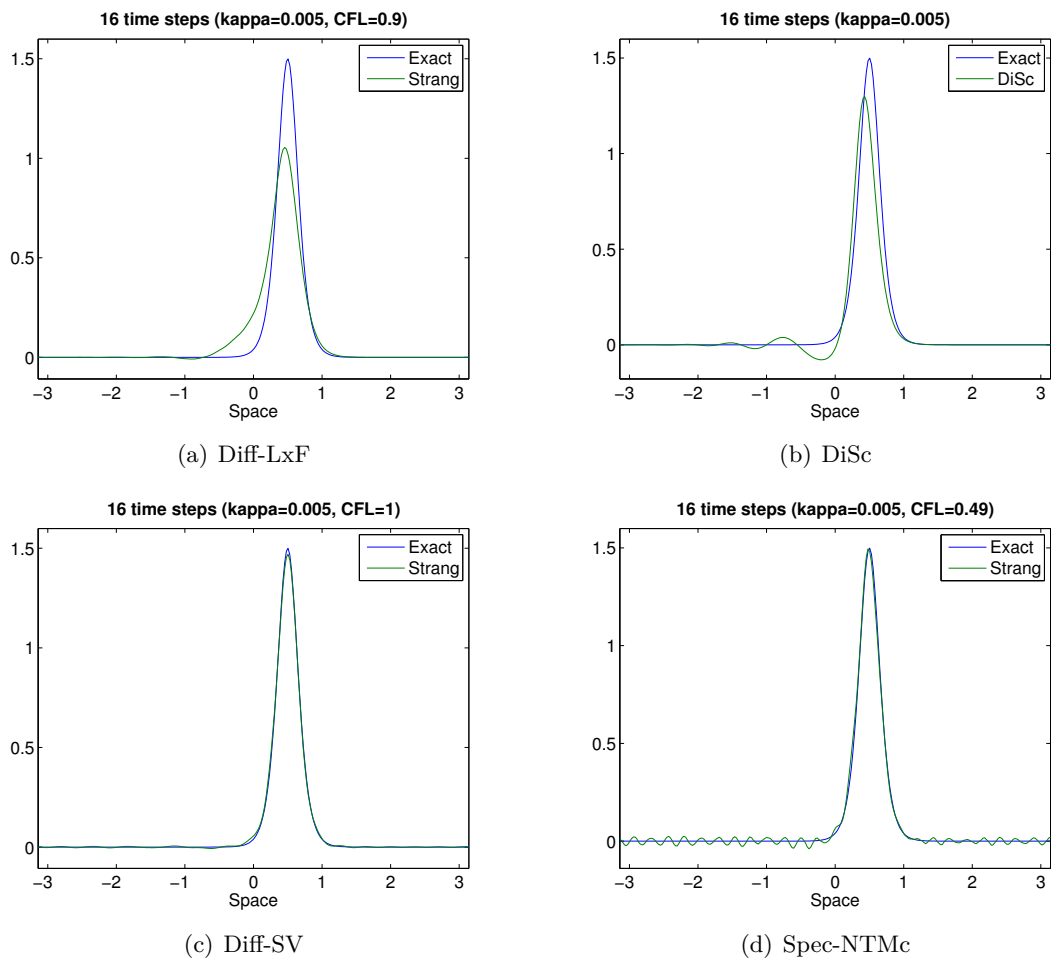 16 time steps (kappa=0.005, CFL=0.9)
Exact
Strang
1.5
1
0.5
0
−3 −2 −1 0 1 2 3
Space
(a) Diff-LxF
16 time steps (kappa=0.005)
Exact
DiSc
1.5
1
0.5
0
−3 −2 −1 0 1 2 3
Space
(b) DiSc
16 time steps (kappa=0.005, CFL=1)
Exact
Strang
1.5
1
0.5
0
−3 −2 −1 0 1 2 3
Space
(c) Diff-SV
16 time steps (kappa=0.005, CFL=0.49)
Exact
Strang
1.5
1
0.5
0
−3 −2 −1 0 1 2 3
Space
(d) Spec-NTMc